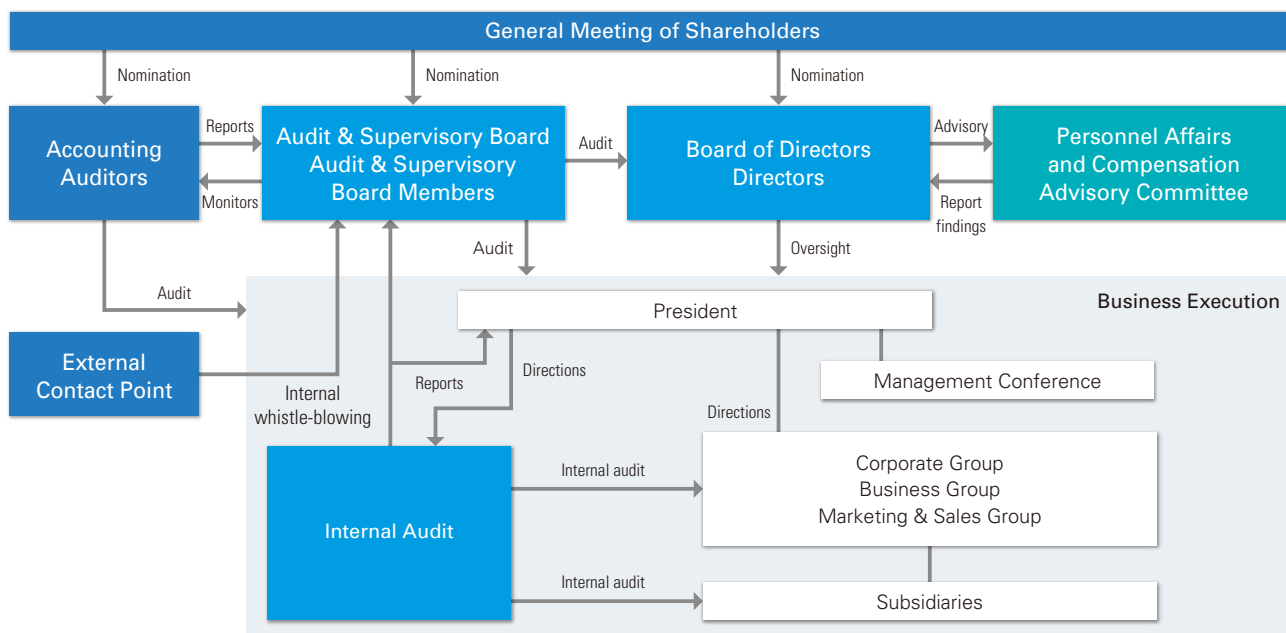 General Meeting of Shareholders
Nomination
Nomination
Nomination
Accounting
Auditors
Reports
Monitors
Audit & Supervisory Board
Audit & Supervisory
Board Members
Audit
Board of Directors
Directors
Advisory
Report
findings
Personnel Affairs
and Compensation
Advisory Committee
Audit
Oversight
Audit
Business Execution
President
External
Contact Point
Internal
whistle-blowing
Reports
Directions
Management Conference
Directions
Internal Audit
Internal audit
Corporate Group
Business Group
Marketing & Sales Group
Internal audit
Subsidiaries